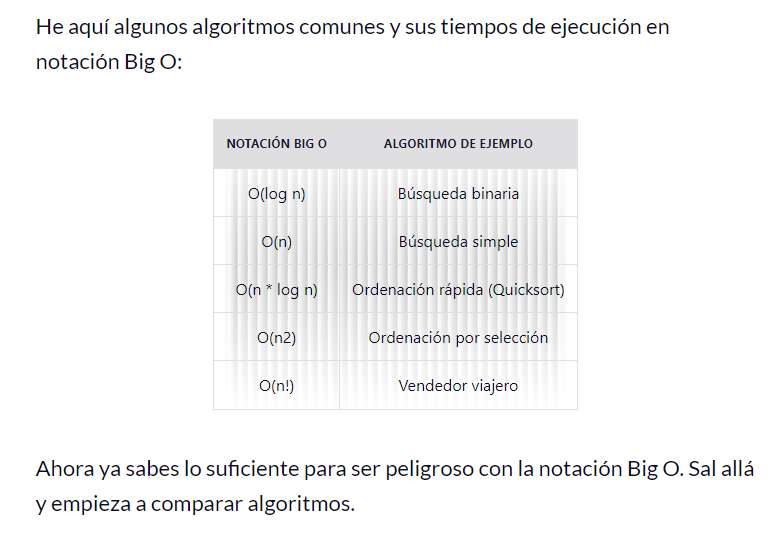 He aquí algunos algoritmos comunes y sus tiempos de ejecución en
notación Big O:
NOTACIÓN BIG O ALGORITMO DE EJEMPLO
O(log n) Búsqueda binaria
O(n) Búsqueda simple
O(n * log n) Ordenación rápida (Quicksort)
O(n2) Ordenación por selección
O(n!) Vendedor viajero
Ahora ya sabes lo suficiente para ser peligroso con la notación Big O. Sal allá
y empieza a comparar algoritmos.